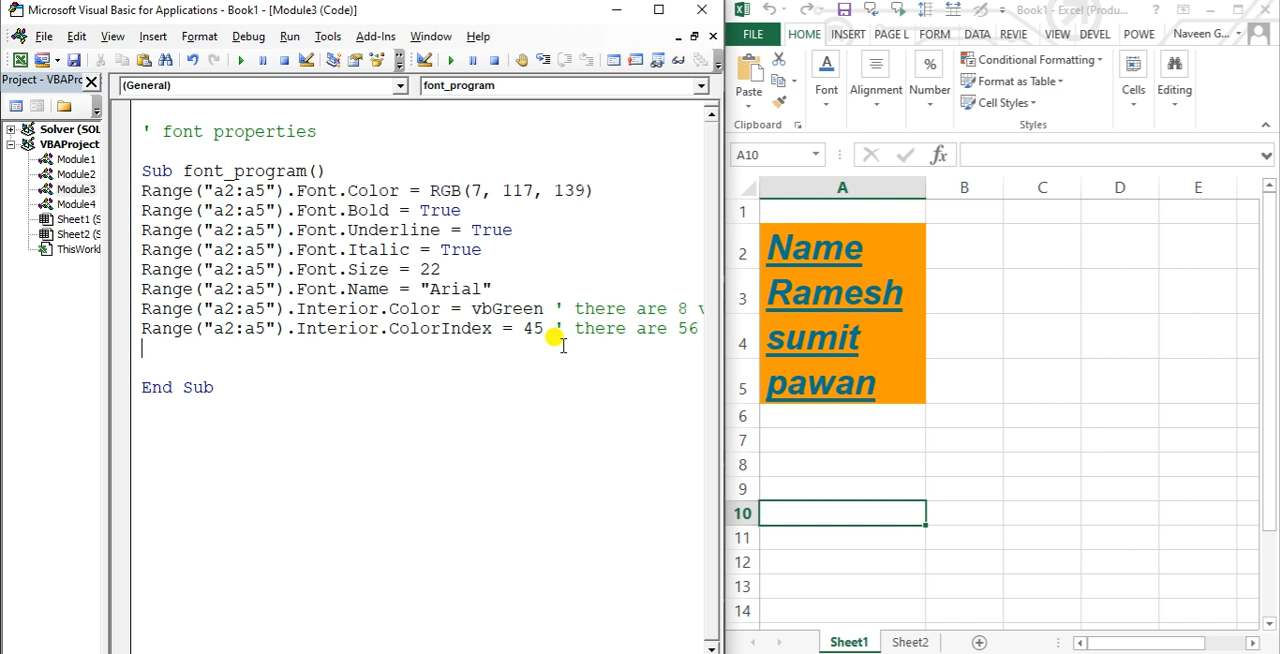 Microsoft Visual Basic for Applications - Book1 - [Module3 (Code)]
File Edit View Insert Format Debug Run Tools Add-Ins Window Help
Project - VBAPro
(General)
font_program
Solver (SOL
VBAProject
Module1
Module2
Module3
Module4
Sheet1 (S
Sheet2 (S
ThisWork
' font properties
Sub font_program()
Range("a2:a5").Font.Color = RGB(7, 117, 139)
Range("a2:a5").Font.Bold = True
Range("a2:a5").Font.Underline = True
Range("a2:a5").Font.Italic = True
Range("a2:a5").Font.Size = 22
Range("a2:a5").Font.Name = "Arial"
Range("a2:a5").Interior.Color = vbGreen ' there are 8 v
Range("a2:a5").Interior.ColorIndex = 45 ' there are 56
End Sub
Book1 - Excel (Produ...
FILE HOME INSERT PAGE L FORM DATA REVIE VIEW DEVEL POWE Naveen G...
Paste
Clipboard
Font
Alignment
Number
Conditional Formatting
Format as Table
Cell Styles
Styles
Cells
Editing
A10
fx
A B C D E
1
2 Name
3 Ramesh
4 sumit
5 pawan
6
7
8
9
10
11
12
13
14
Sheet1 Sheet2